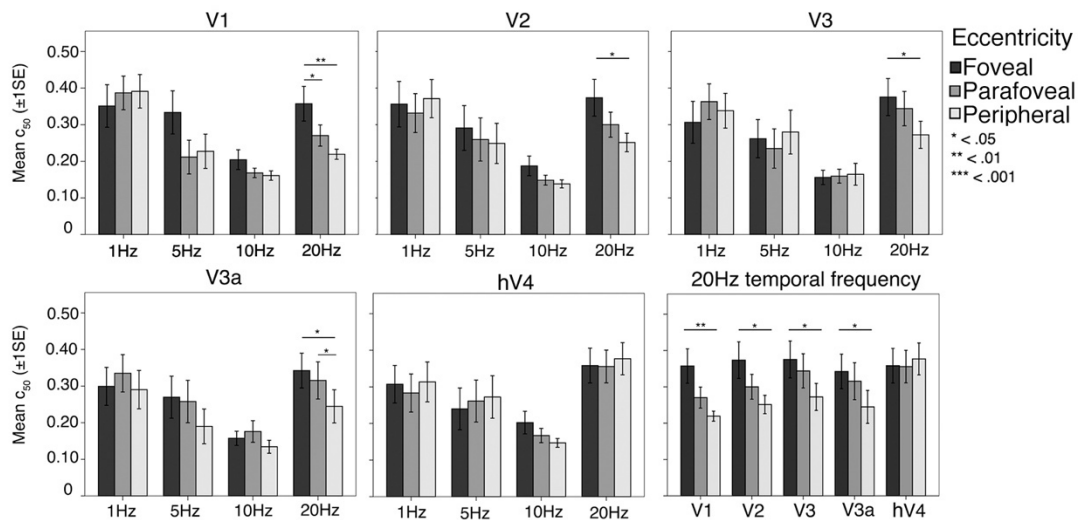 V1
V2
V3
Eccentricity
Foveal
Parafoveal
Peripheral
* < .05
** < .01
*** < .001
Mean c50 (±1SE)
0.50
0.40
0.30
0.20
0.10
0
**
*
*
*
1Hz 5Hz 10Hz 20Hz
1Hz 5Hz 10Hz 20Hz
1Hz 5Hz 10Hz 20Hz
V3a
hV4
20Hz temporal frequency
Mean c50 (±1SE)
0.40
0.30
0.20
0.10
0
*
*
** * * *
1Hz 5Hz 10Hz 20Hz
1Hz 5Hz 10Hz 20Hz
V1 V2 V3 V3a hV4